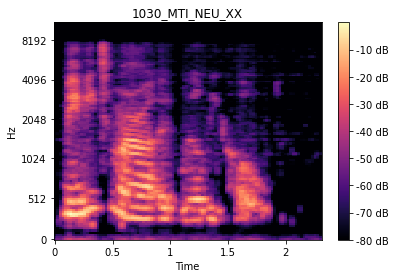 1030_MTI_NEU_XX
8192
4096
2048
1024
512
0
Hz
0
0.5
1
1.5
2
Time
-10 dB
-20 dB
-30 dB
-40 dB
-50 dB
-60 dB
-70 dB
-80 dB